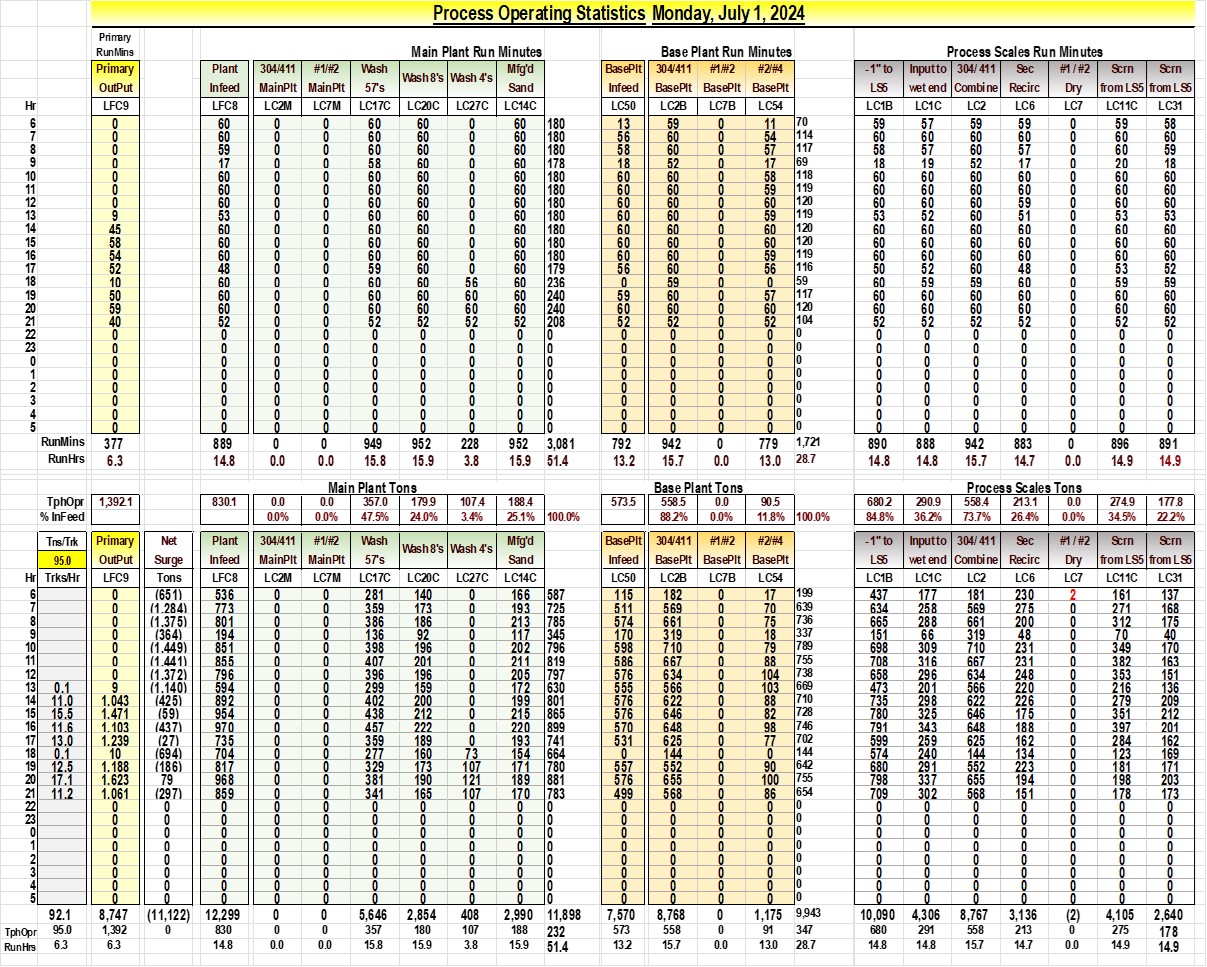 Process Operating Statistics Monday, July 1, 2024
Primary
RunMins Main Plant Run Minutes Base Plant Run Minutes Process Scales Run Minutes
Primary Plant 304/411 #1/#2 Wash Wash 8's Wash 4's Mfg'd BasePlt 304/411 #1/#2 #2/#4 -1" to Input to 304/411 Sec #1/#2 Scrn Scrn
OutPut Infeed MainPlt MainPlt 57's Sand Infeed BasePlt BasePlt BasePlt LS5 wet end Combine Recirc Dry from LS5 from LS5
Hr LFC9 LFC8 LC2M LC7M LC17C LC20C LC27C LC14C LC50 LC2B LC7B LC54 LC1B LC1C LC2 LC6 LC7 LC11C LC31
6 0 60 0 0 60 60 0 60 180 13 59 0 11 70 59 57 59 59 0 59 58
7 0 60 0 0 60 60 0 60 180 56 60 0 54 114 60 60 60 60 0 60 60
8 0 59 0 0 60 60 0 60 180 58 60 0 57 117 58 57 60 57 0 60 59
9 0 17 0 0 58 60 0 60 178 18 52 0 17 69 18 19 52 17 0 20 18
10 0 60 0 0 60 60 0 60 180 60 60 0 58 118 60 60 60 60 0 60 60
11 0 60 0 0 60 60 0 60 180 60 60 0 59 119 60 60 60 60 0 60 60
12 0 60 0 0 60 60 0 60 180 60 60 0 60 120 60 60 60 59 0 60 60
13 9 53 0 0 60 60 0 60 180 60 60 0 59 119 53 52 60 51 0 53 53
14 45 60 0 0 60 60 0 60 180 60 60 0 60 120 60 60 60 60 0 60 60
15 58 60 0 0 60 60 0 60 180 60 60 0 60 120 60 60 60 60 0 60 60
16 54 60 0 0 60 60 0 60 180 60 60 0 59 119 60 60 60 60 0 60 60
17 52 48 0 0 59 60 0 60 179 56 60 0 56 116 50 52 60 48 0 53 52
18 10 60 0 0 60 60 56 60 236 0 59 0 0 59 60 59 59 60 0 59 59
19 50 60 0 0 60 60 60 60 240 59 60 0 57 117 60 60 60 60 0 60 60
20 59 60 0 0 60 60 60 60 240 60 60 0 60 120 60 60 60 60 0 60 60
21 40 52 0 0 52 52 52 52 208 52 52 0 52 104 52 52 52 52 0 52 52
22 0 0 0 0 0 0 0 0 0 0 0 0 0 0 0 0 0 0 0 0 0
23 0 0 0 0 0 0 0 0 0 0 0 0 0 0 0 0 0 0 0 0 0
0 0 0 0 0 0 0 0 0 0 0 0 0 0 0 0 0 0 0 0 0 0
1 0 0 0 0 0 0 0 0 0 0 0 0 0 0 0 0 0 0 0 0 0
2 0 0 0 0 0 0 0 0 0 0 0 0 0 0 0 0 0 0 0 0 0
3 0 0 0 0 0 0 0 0 0 0 0 0 0 0 0 0 0 0 0 0 0
4 0 0 0 0 0 0 0 0 0 0 0 0 0 0 0 0 0 0 0 0 0
5 0 0 0 0 0 0 0 0 0 0 0 0 0 0 0 0 0 0 0 0 0
RunMins 377 889 0 0 949 952 228 952 3,081 792 942 0 779 1,721 890 888 942 883 0 896 891
RunHrs 6.3 14.8 0.0 0.0 15.8 15.9 3.8 15.9 51.4 13.2 15.7 0.0 13.0 28.7 14.8 14.8 15.7 14.7 0.0 14.9 14.9
Main Plant Tons Base Plant Tons Process Scales Tons
TphOpr 1,392.1 830.1 0.0 0.0 357.0 179.9 107.4 188.4 573.5 558.5 0.0 90.5 680.2 290.9 558.4 213.1 0.0 274.9 177.8
% InFeed 0.0% 0.0% 47.5% 24.0% 3.4% 25.1% 100.0% 88.2% 0.0% 11.8% 100.0% 84.8% 36.2% 73.7% 26.4% 0.0% 34.5% 22.2%
Tns/Trk Primary Net Plant 304/411 #1/#2 Wash Wash 8's Wash 4's Mfg'd BasePlt 304/411 #1/#2 #2/#4 -1" to Input to 304/411 Sec #1/#2 Scrn Scrn
95.0 OutPut Surge Infeed MainPlt MainPlt 57's Sand Infeed BasePlt BasePlt BasePlt LS5 wet end Combine Recirc Dry from LS5 from LS5
Hr Trks/Hr LFC9 Tons LFC8 LC2M LC7M LC17C LC20C LC27C LC14C LC50 LC2B LC7B LC54 LC1B LC1C LC2 LC6 LC7 LC11C LC31
6 0 (651) 536 0 0 281 140 0 166 587 115 182 0 17 199 437 177 181 230 2 161 137
7 0 (1.284) 773 0 0 359 173 0 193 725 511 569 0 70 639 634 258 569 275 0 271 168
8 0 (1.375) 801 0 0 386 186 0 213 785 574 661 0 75 736 665 288 661 200 0 312 175
9 0 (364) 194 0 0 136 92 0 117 345 170 319 0 18 337 151 66 319 48 0 70 40
10 0 (1.449) 851 0 0 398 196 0 202 796 698 710 0 79 789 698 309 710 231 0 349 170
11 0 (1.441) 855 0 0 407 201 0 211 819 586 667 0 88 755 708 316 667 231 0 382 163
12 0 (1.372) 796 0 0 396 196 0 205 797 576 634 0 104 738 658 296 634 248 0 353 151
13 0.1 9 (1.140) 594 0 0 299 159 0 172 630 555 566 0 103 669 473 201 566 220 0 216 136
14 11.0 1.043 (425) 892 0 0 402 200 0 199 801 576 622 0 88 710 735 298 622 226 0 279 209
15 15.5 1.471 (59) 954 0 0 438 212 0 215 865 576 646 0 82 728 780 325 646 175 0 351 212
16 11.6 1.103 (437) 970 0 0 457 222 0 220 899 570 648 0 98 746 791 343 648 188 0 397 201
17 13.0 1.239 (27) 735 0 0 359 189 0 193 741 531 625 0 77 702 599 259 625 162 0 284 162
18 0.1 10 (694) 704 0 0 277 160 73 154 664 0 144 0 0 144 574 240 144 134 0 123 169
19 12.5 1.188 (186) 817 0 0 329 173 107 171 780 557 552 0 90 642 680 291 552 223 0 181 171
20 17.1 1.623 79 968 0 0 381 190 121 189 881 576 655 0 100 755 798 337 655 194 0 198 203
21 11.2 1.061 (297) 859 0 0 341 165 107 170 783 499 568 0 86 654 709 302 568 151 0 178 173
22 0 0 0 0 0 0 0 0 0 0 0 0 0 0 0 0 0 0 0 0 0 0
23 0 0 0 0 0 0 0 0 0 0 0 0 0 0 0 0 0 0 0 0 0 0
0 0 0 0 0 0 0 0 0 0 0 0 0 0 0 0 0 0 0 0 0 0 0
1 0 0 0 0 0 0 0 0 0 0 0 0 0 0 0 0 0 0 0 0 0 0
2 0 0 0 0 0 0 0 0 0 0 0 0 0 0 0 0 0 0 0 0 0 0
3 0 0 0 0 0 0 0 0 0 0 0 0 0 0 0 0 0 0 0 0 0 0
4 0 0 0 0 0 0 0 0 0 0 0 0 0 0 0 0 0 0 0 0 0 0
5 0 0 0 0 0 0 0 0 0 0 0 0 0 0 0 0 0 0 0 0 0 0
92.1 8,747 (11,122) 12,299 0 0 5,646 2,854 408 2,990 11,898 7,570 8,768 0 1,175 9,943 10,090 4,306 8,767 3,136 (2) 4,105 2,640
TphOpr 95.0 1,392 0 830 0 0 357 180 107 188 232 573 558 0 91 347 680 291 558 213 0 275 178
RunHrs 6.3 6.3 14.8 0.0 0.0 15.8 15.9 3.8 15.9 51.4 13.2 15.7 0.0 13.0 28.7 14.8 14.8 15.7 14.7 0.0 14.9 14.9